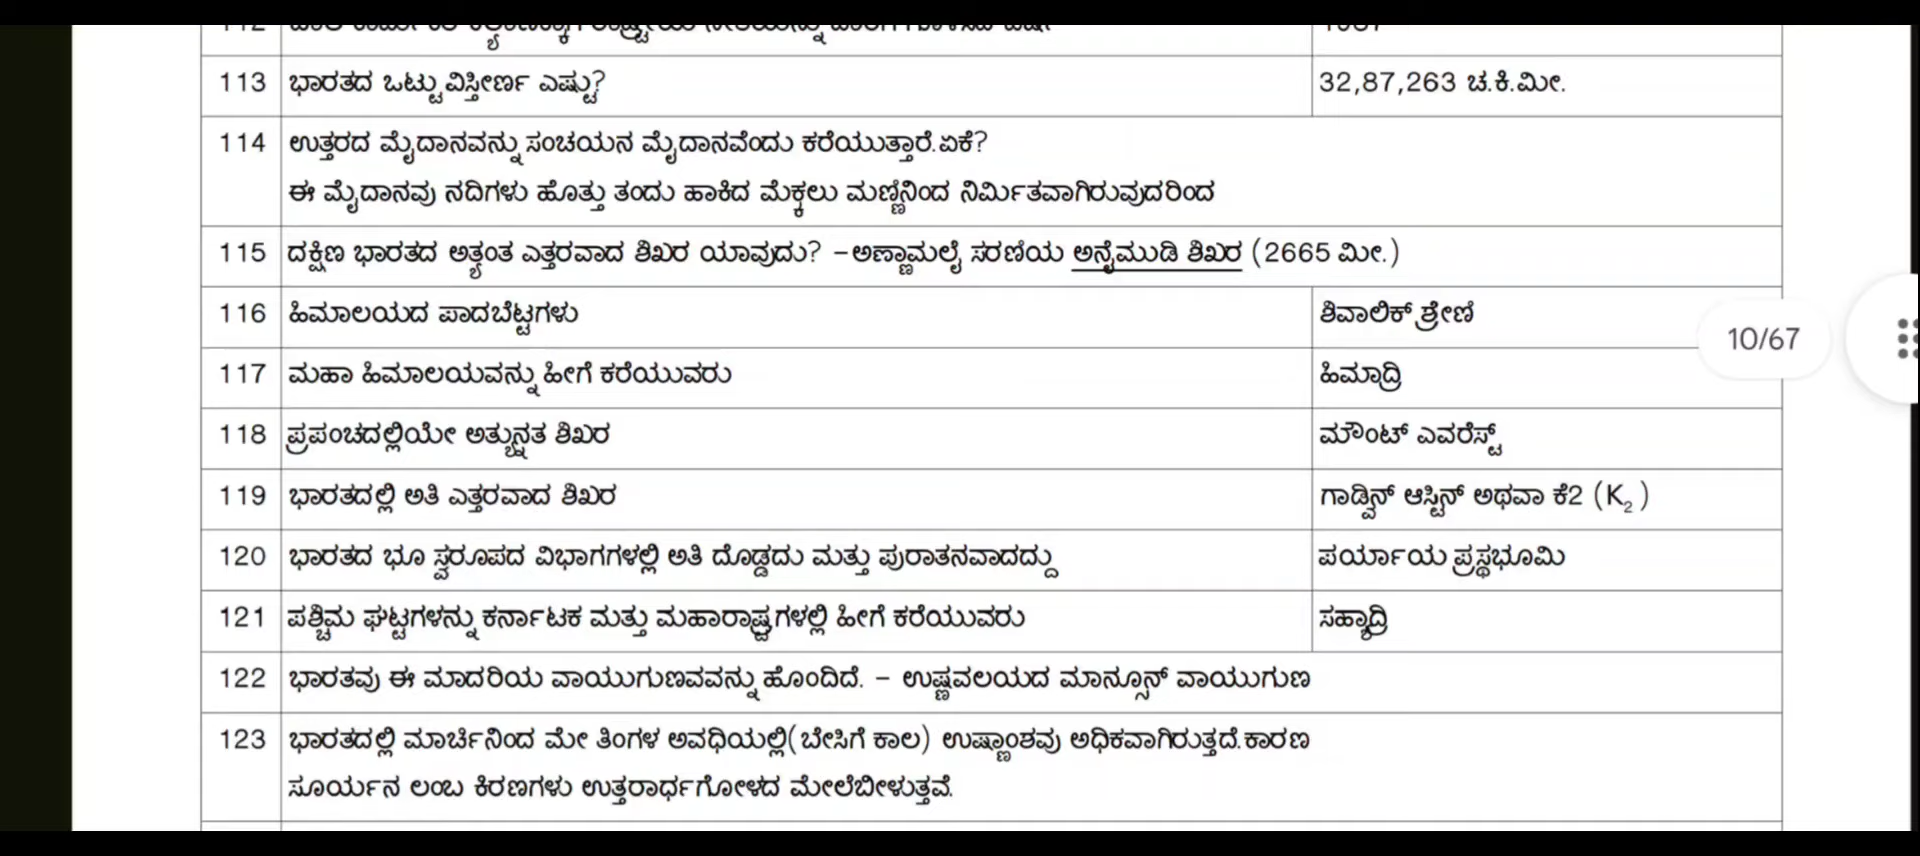 113 ಭಾರತದ ಒಟ್ಟು ವಿಸ್ತೀರ್ಣ ಎಷ್ಟು? 32,87,263 ಚ.ಕಿ.ಮೀ.
114 ಉತ್ತರದ ಮೈದಾನವನ್ನು ಸಂಚಯನ ಮೈದಾನವೆಂದು ಕರೆಯುತ್ತಾರೆ.ಏಕೆ?
ಈ ಮೈದಾನವು ನದಿಗಳು ಹೊತ್ತು ತಂದು ಹಾಕಿದ ಮೆಕ್ಕಲು ಮಣ್ಣಿನಿಂದ ನಿರ್ಮಿತವಾಗಿರುವುದರಿಂದ
115 ದಕ್ಷಿಣ ಭಾರತದ ಅತ್ಯಂತ ಎತ್ತರವಾದ ಶಿಖರ ಯಾವುದು? –ಅಣ್ಣಾಮಲೈ ಸರಣಿಯ ಅನೈಮುಡಿ ಶಿಖರ (2665 ಮೀ.)
116 ಹಿಮಾಲಯದ ಪಾದಬೆಟ್ಟಗಳು ಶಿವಾಲಿಕ್ ಶ್ರೇಣಿ
10/67
117 ಮಹಾ ಹಿಮಾಲಯವನ್ನು ಹೀಗೆ ಕರೆಯುವರು ಹಿಮಾದ್ರಿ
118 ಪ್ರಪಂಚದಲ್ಲಿಯೇ ಅತ್ಯುನ್ನತ ಶಿಖರ ಮೌಂಟ್ ಎವರೆಸ್ಟ್
119 ಭಾರತದಲ್ಲಿ ಅತಿ ಎತ್ತರವಾದ ಶಿಖರ ಗಾಡ್ವಿನ್ ಆಸ್ಟಿನ್ ಅಥವಾ ಕೆ2 (K₂)
120 ಭಾರತದ ಭೂ ಸ್ವರೂಪದ ವಿಭಾಗಗಳಲ್ಲಿ ಅತಿ ದೊಡ್ಡದು ಮತ್ತು ಪುರಾತನವಾದದ್ದು ಪರ್ಯಾಯ ಪ್ರಸ್ಥಭೂಮಿ
121 ಪಶ್ಚಿಮ ಘಟ್ಟಗಳನ್ನು ಕರ್ನಾಟಕ ಮತ್ತು ಮಹಾರಾಷ್ಟ್ರಗಳಲ್ಲಿ ಹೀಗೆ ಕರೆಯುವರು ಸಹ್ಯಾದ್ರಿ
122 ಭಾರತವು ಈ ಮಾದರಿಯ ವಾಯುಗುಣವವನ್ನು ಹೊಂದಿದೆ. – ಉಷ್ಣವಲಯದ ಮಾನ್ಸೂನ್ ವಾಯುಗುಣ
123 ಭಾರತದಲ್ಲಿ ಮಾರ್ಚಿನಿಂದ ಮೇ ತಿಂಗಳ ಅವಧಿಯಲ್ಲಿ(ಬೇಸಿಗೆ ಕಾಲ) ಉಷ್ಣಾಂಶವು ಅಧಿಕವಾಗಿರುತ್ತದೆ.ಕಾರಣ
ಸೂರ್ಯನ ಲಂಬ ಕಿರಣಗಳು ಉತ್ತರಾರ್ಧಗೋಳದ ಮೇಲೆಬೀಳುತ್ತವೆ.